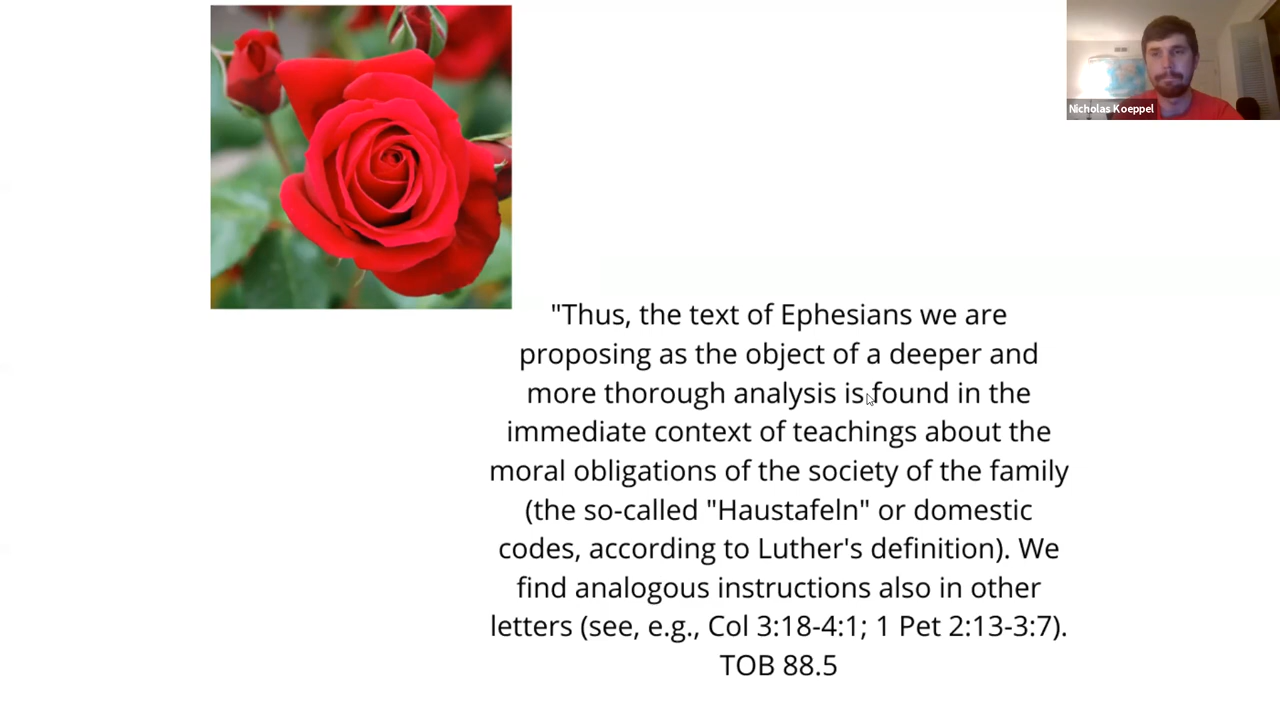 Nicholas Koeppel
"Thus, the text of Ephesians we are
proposing as the object of a deeper and
more thorough analysis is found in the
immediate context of teachings about the
moral obligations of the society of the family
(the so-called "Haustafeln" or domestic
codes, according to Luther's definition). We
find analogous instructions also in other
letters (see, e.g., Col 3:18-4:1; 1 Pet 2:13-3:7).
TOB 88.5